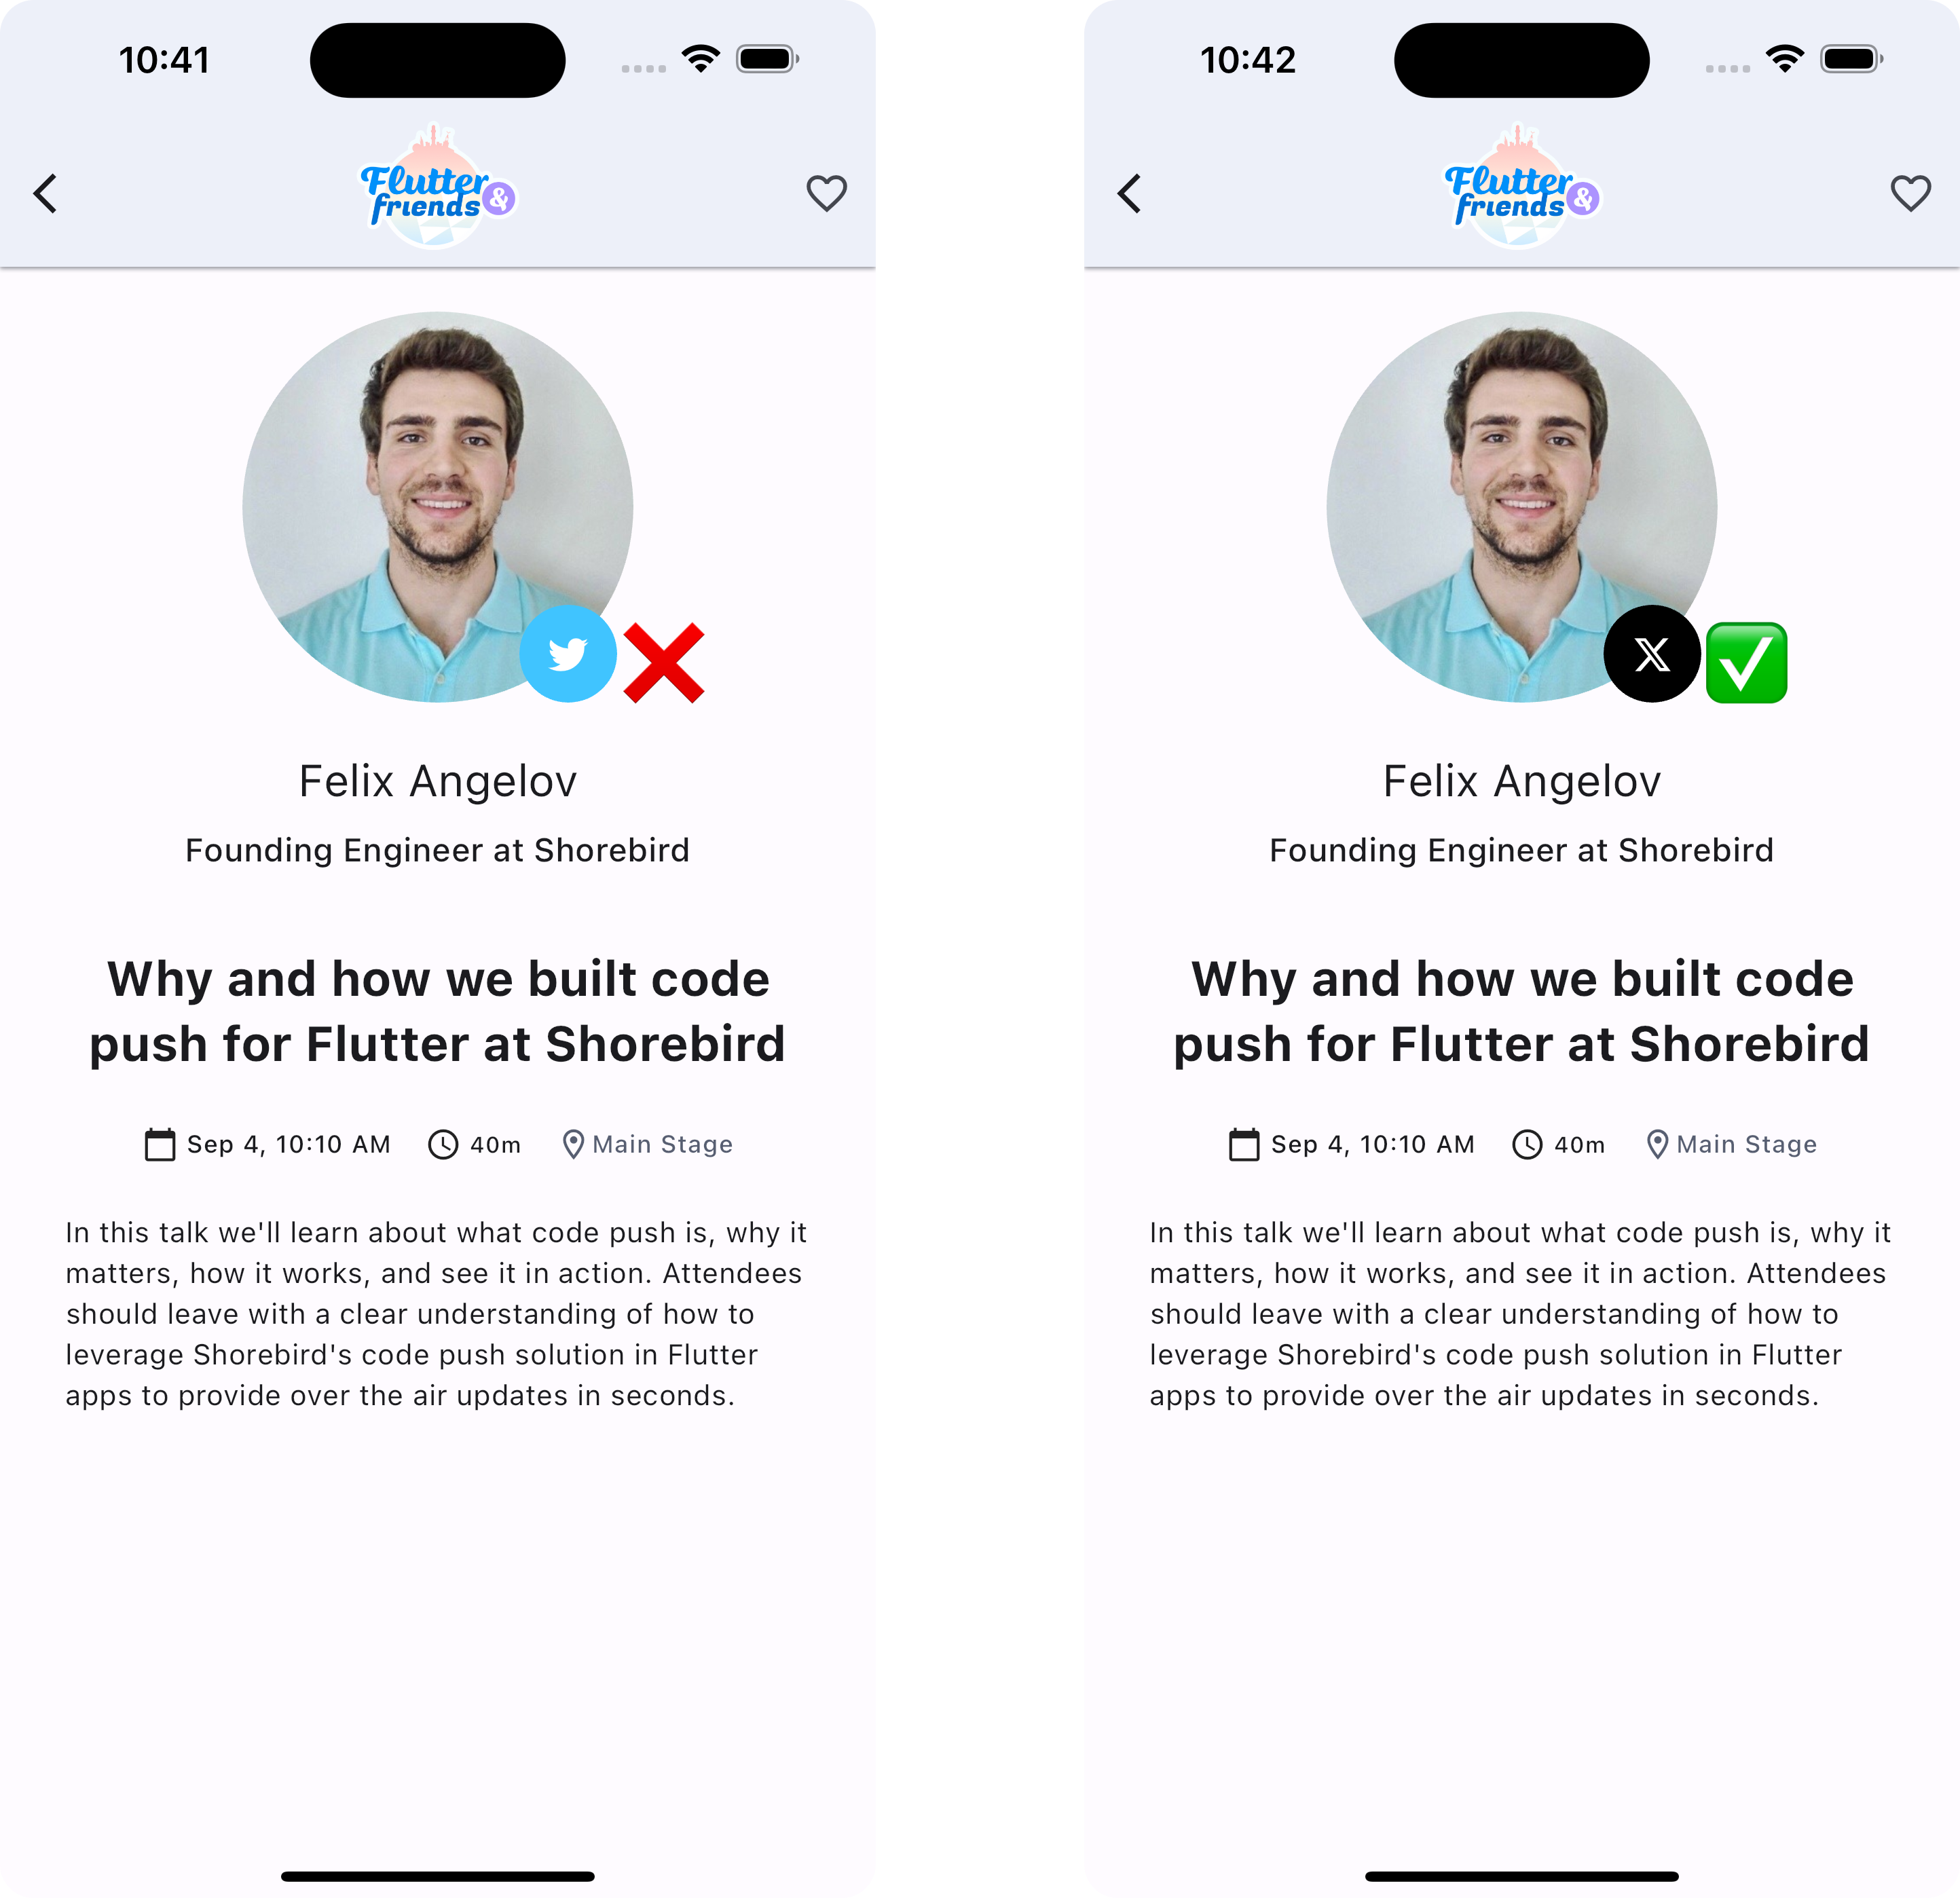 10:41
Flutter
friends &
Felix Angelov
Founding Engineer at Shorebird
Why and how we built code
push for Flutter at Shorebird
Sep 4, 10:10 AM 40m Main Stage
In this talk we'll learn about what code push is, why it
matters, how it works, and see it in action. Attendees
should leave with a clear understanding of how to
leverage Shorebird's code push solution in Flutter
apps to provide over the air updates in seconds.
10:42
Flutter
friends &
X
Felix Angelov
Founding Engineer at Shorebird
Why and how we built code
push for Flutter at Shorebird
Sep 4, 10:10 AM 40m Main Stage
In this talk we'll learn about what code push is, why it
matters, how it works, and see it in action. Attendees
should leave with a clear understanding of how to
leverage Shorebird's code push solution in Flutter
apps to provide over the air updates in seconds.